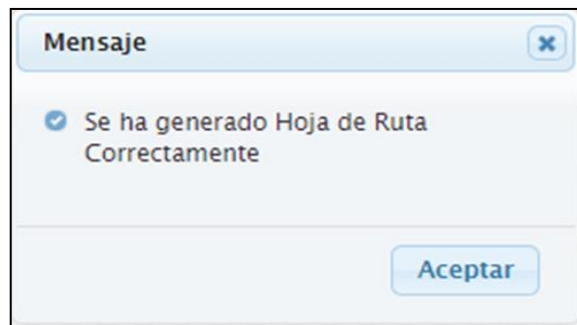 Mensaje
Se ha generado Hoja de Ruta
Correctamente
Aceptar